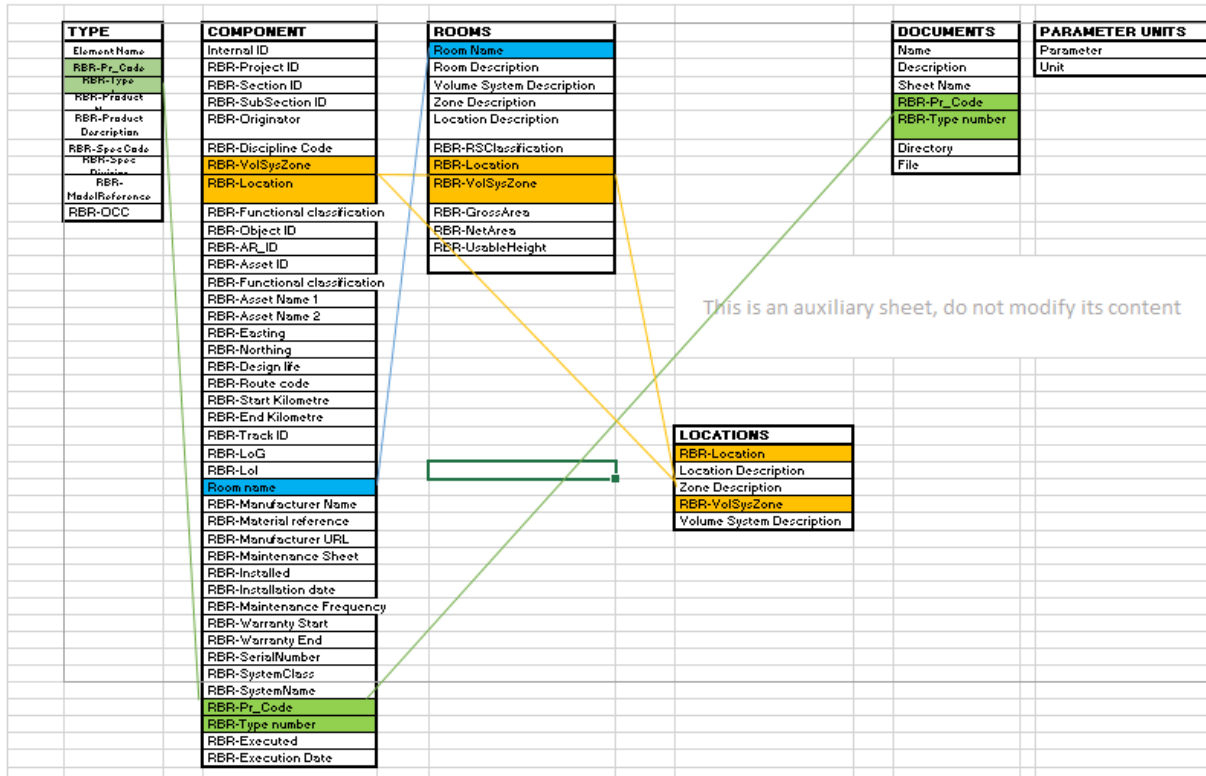 TYPE
Element Name
RBR-Pr_Code
RBR-Type
RBR-Product
RBR-Product
Description
RBR-SpecCode
RBR-Spec
RBR-
ModelReference
RBR-OCC
COMPONENT
Internal ID
RBR-Project ID
RBR-Section ID
RBR-SubSection ID
RBR-Originator
RBR-Discipline Code
RBR-VolSysZone
RBR-Location
RBR-Functional classification
RBR-Object ID
RBR-AR_ID
RBR-Asset ID
RBR-Functional classification
RBR-Asset Name 1
RBR-Asset Name 2
RBR-Easting
RBR-Northing
RBR-Design life
RBR-Route code
RBR-Start Kilometre
RBR-End Kilometre
RBR-Track ID
RBR-LoG
RBR-LoI
Room name
RBR-Manufacturer Name
RBR-Material reference
RBR-Manufacturer URL
RBR-Maintenance Sheet
RBR-Installed
RBR-Installation date
RBR-Maintenance Frequency
RBR-Warranty Start
RBR-Warranty End
RBR-SerialNumber
RBR-SystemClass
RBR-SystemName
RBR-Pr_Code
RBR-Type number
RBR-Executed
RBR-Execution Date
ROOMS
Room Name
Room Description
Volume System Description
Zone Description
Location Description
RBR-RSClassification
RBR-Location
RBR-VolSysZone
RBR-GrossArea
RBR-NetArea
RBR-UsableHeight
DOCUMENTS
Name
Description
Sheet Name
RBR-Pr_Code
RBR-Type number
Directory
File
PARAMETER UNITS
Parameter
Unit
This is an auxiliary sheet, do not modify its content
LOCATIONS
RBR-Location
Location Description
Zone Description
RBR-VolSysZone
Volume System Description